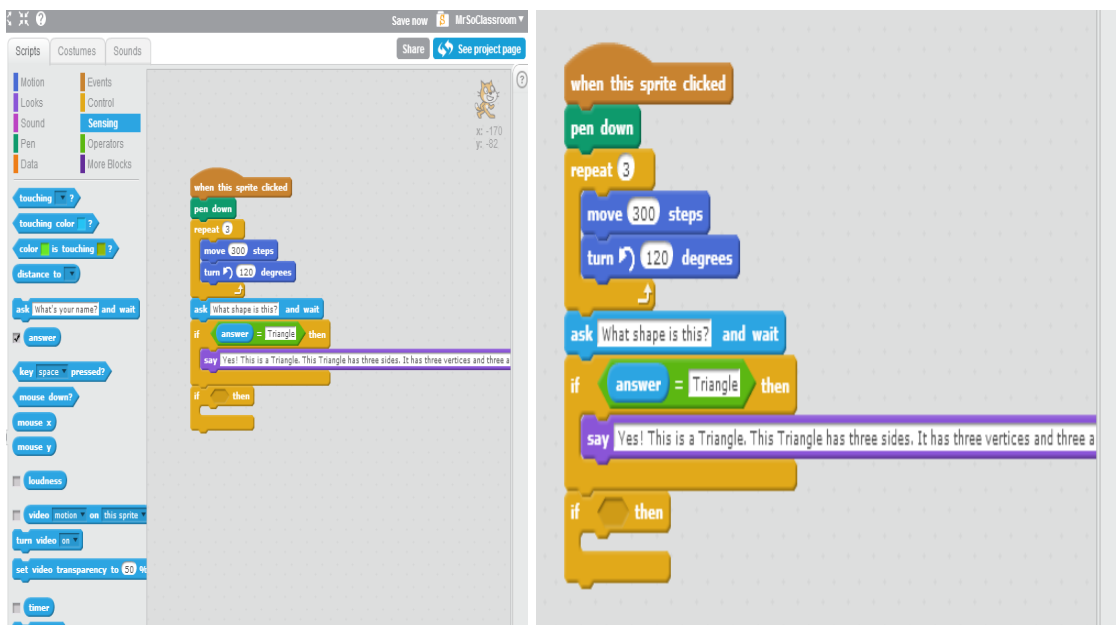 Save now MrSoClassroom
Scripts Costumes Sounds
Share See project page
Motion Events
Looks Control
Sound Sensing
Pen Operators
Data More Blocks
x: -170
y: -82
touching ?
touching color ?
color is touching ?
distance to
ask What's your name? and wait
answer
key space pressed?
mouse down?
mouse x
mouse y
loudness
video motion on this sprite
turn video on
set video transparency to 50 %
timer
when this sprite clicked
pen down
repeat 3
move 300 steps
turn 120 degrees
ask What shape is this? and wait
if answer = Triangle then
say Yes! This is a Triangle. This Triangle has three sides. It has three vertices and three a
if then
when this sprite clicked
pen down
repeat 3
move 300 steps
turn 120 degrees
ask What shape is this? and wait
if answer = Triangle then
say Yes! This is a Triangle. This Triangle has three sides. It has three vertices and three a
if then